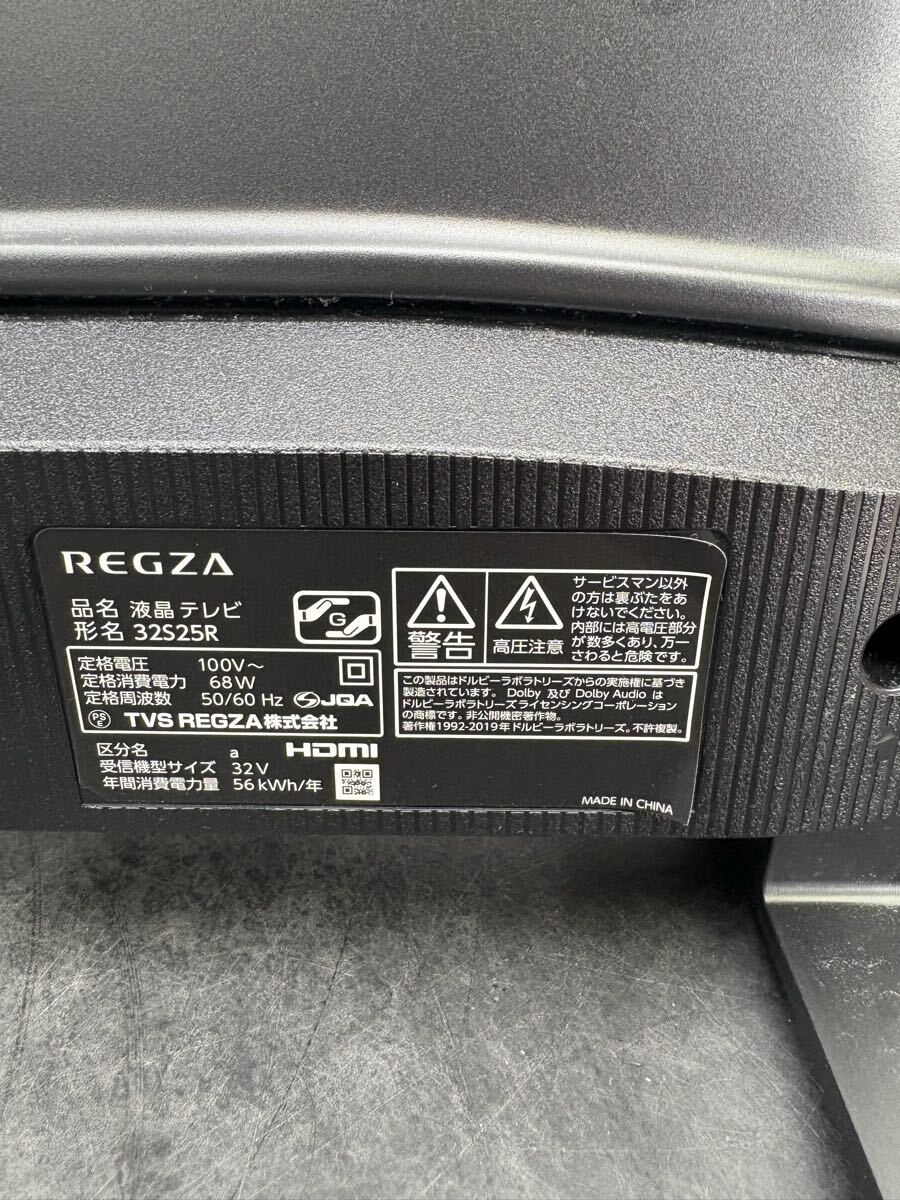 REGZA
品名 液晶テレビ
形名 32S25R
G
定格電圧 100V～
定格消費電力 68W
定格周波数 50/60 Hz JQA
PS E TVS REGZA株式会社
区分名 a HDMI
受信機型サイズ 32V
年間消費電力量 56kWh/年
警告
高圧注意
サービスマン以外
の方は裏ぶたをあ
けないでください。
内部には高電圧部分
が数多くあり、万一
さわると危険です。
この製品はドルビーラボラトリーズからの実施権に基づき
製造されています。 Dolby 及び Dolby Audio は
ドルビーラボラトリーズライセンシングコーポレーション
の商標です。非公開機密著作物。
著作権1992-2019年ドルビーラボラトリーズ。不許複製。
MADE IN CHINA